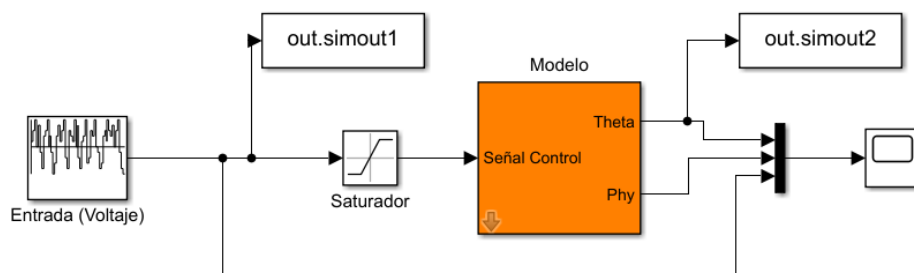 out.simout1
out.simout2
Modelo
Theta
Señal Control
Phy
Entrada (Voltaje)
Saturador